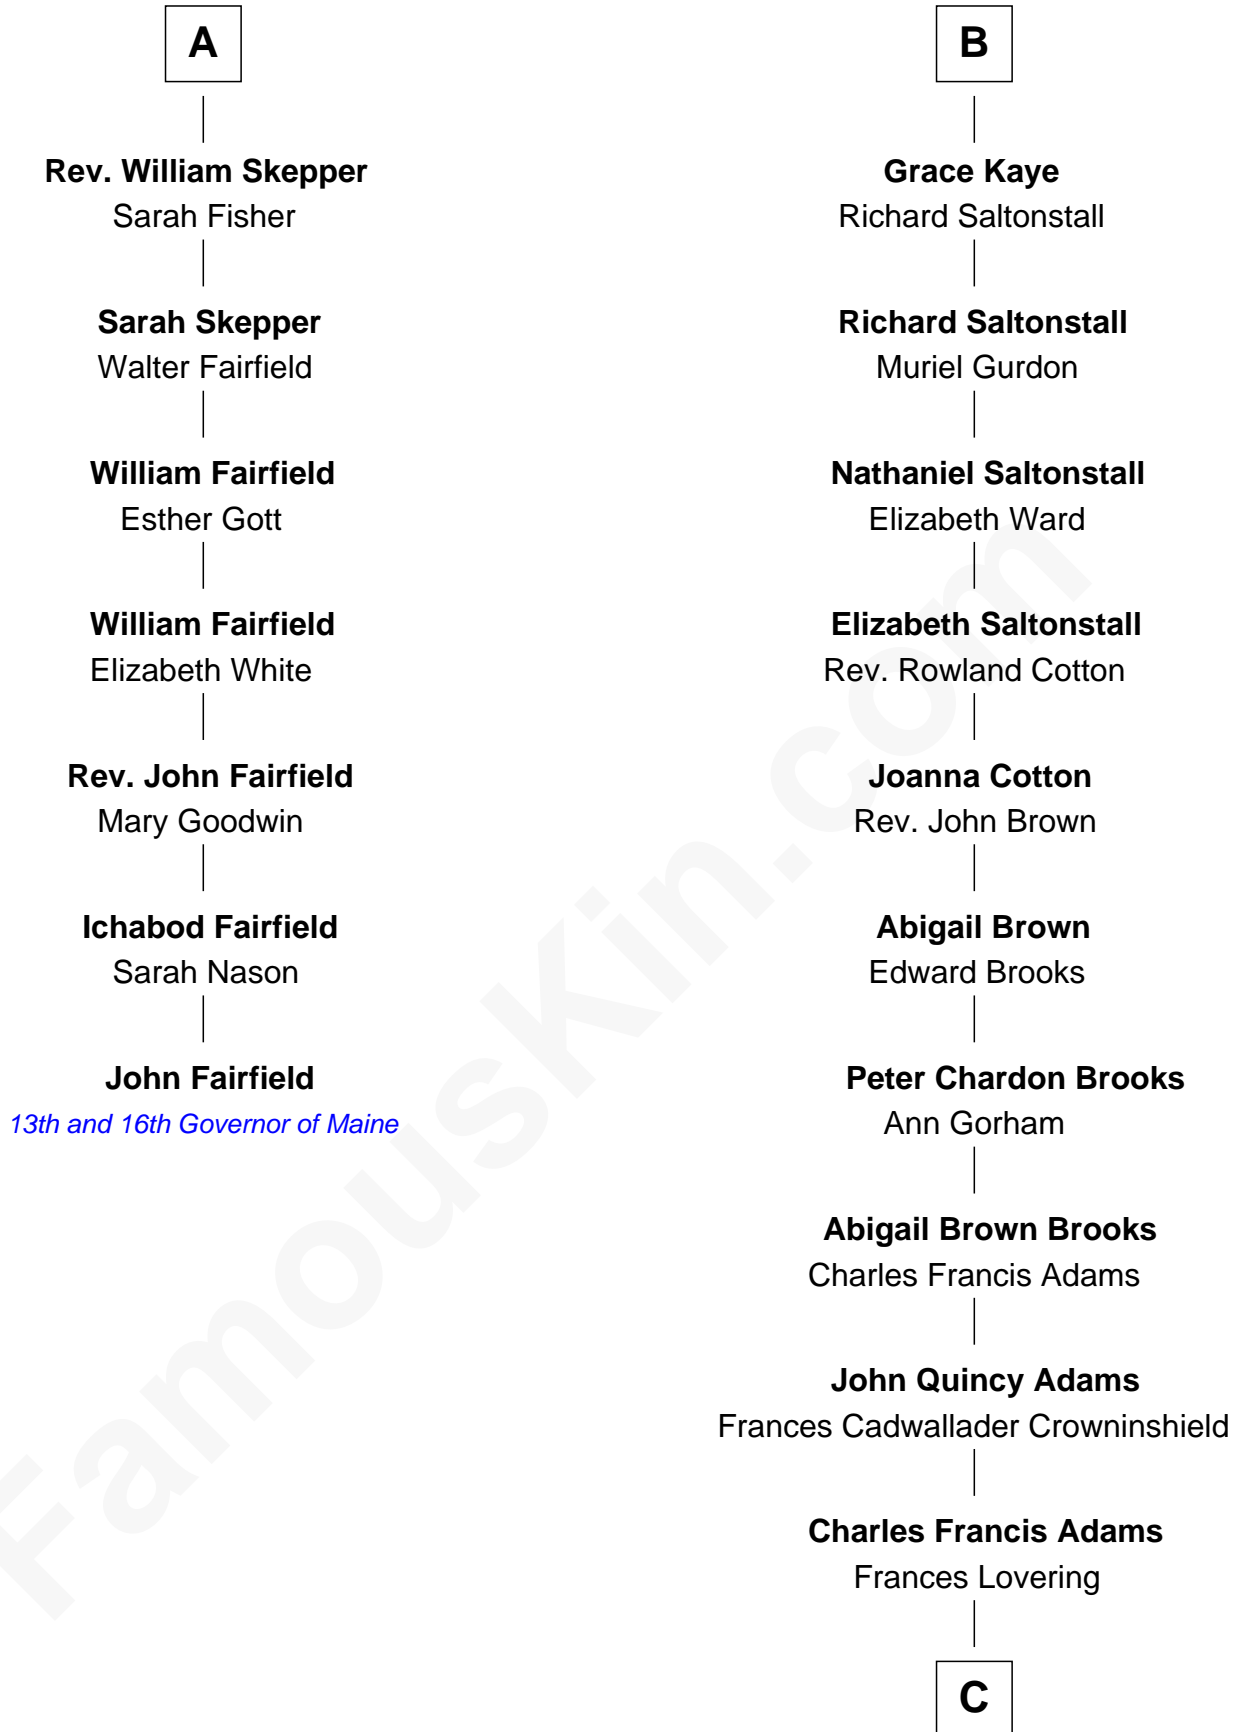 A
Rev. William Skepper
Sarah Fisher
Sarah Skepper
Walter Fairfield
William Fairfield
Esther Gott
William Fairfield
Elizabeth White
Rev. John Fairfield
Mary Goodwin
Ichabod Fairfield
Sarah Nason
John Fairfield
13th and 16th Governor of Maine
B
Grace Kaye
Richard Saltonstall
Richard Saltonstall
Muriel Gurdon
Nathaniel Saltonstall
Elizabeth Ward
Elizabeth Saltonstall
Rev. Rowland Cotton
Joanna Cotton
Rev. John Brown
Abigail Brown
Edward Brooks
Peter Chardon Brooks
Ann Gorham
Abigail Brown Brooks
Charles Francis Adams
John Quincy Adams
Frances Cadwallader Crowninshield
Charles Francis Adams
Frances Lovering
C
FamousKin.com